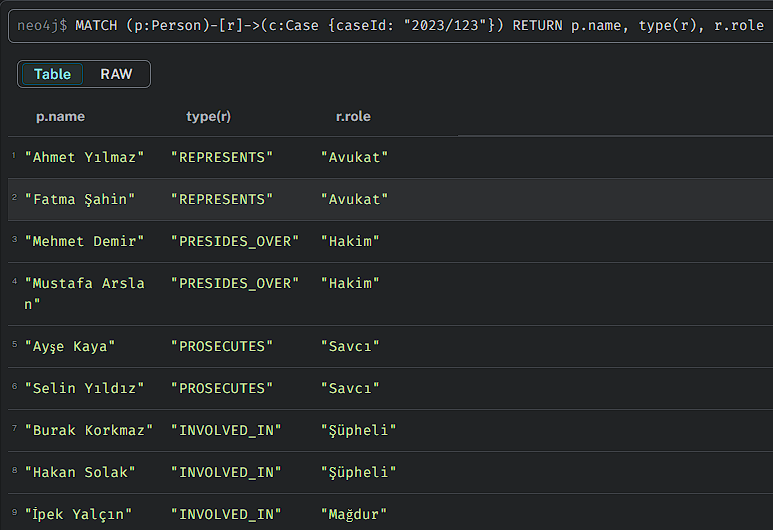 neo4j$ MATCH (p:Person)-[r]->(c:Case {caseId: "2023/123"}) RETURN p.name, type(r), r.role
Table RAW
p.name type(r) r.role
1 "Ahmet Yılmaz" "REPRESENTS" "Avukat"
2 "Fatma Şahin" "REPRESENTS" "Avukat"
3 "Mehmet Demir" "PRESIDES_OVER" "Hakim"
4 "Mustafa Arsla "PRESIDES_OVER" "Hakim"
n"
5 "Ayşe Kaya" "PROSECUTES" "Savcı"
6 "Selin Yıldız" "PROSECUTES" "Savcı"
7 "Burak Korkmaz" "INVOLVED_IN" "Şüpheli"
8 "Hakan Solak" "INVOLVED_IN" "Şüpheli"
9 "İpek Yalçın" "INVOLVED_IN" "Mağdur"